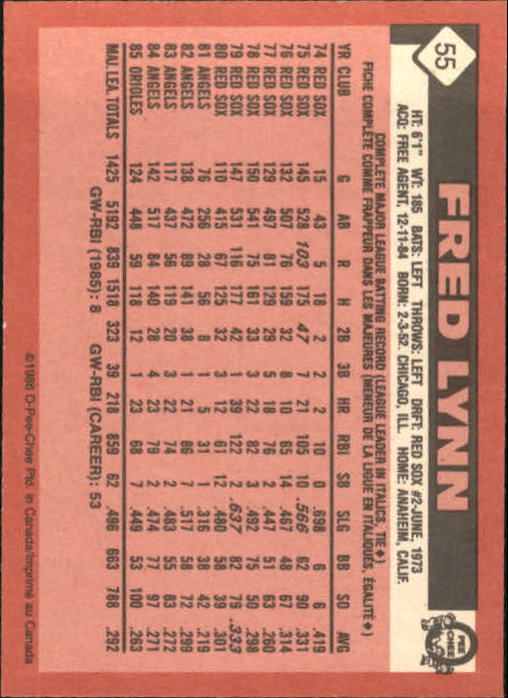 55
FRED LYNN
HT: 6'1" WT: 185 BATS: LEFT THROWS: LEFT DRFT: RED SOX #2-JUNE, 1973
ACQ: FREE AGENT, 12-11-84 BORN: 2-3-52, CHICAGO, ILL. HOME: ANAHEIM, CALIF.
O PEE CHEE
COMPLETE MAJOR LEAGUE BATTING RECORD (LEAGUE LEADER IN ITALICS, TIE ♦)
FICHE COMPLÈTE COMME FRAPPEUR DANS LES MAJEURES (MENEUR DE LA LIGUE EN ITALIQUES, ÉGALITÉ ♦)
YR CLUB G AB R H 2B 3B HR RBI SB SLG BB SO AVG
74 RED SOX 15 43 5 18 2 2 2 10 0 .698 6 6 .419
75 RED SOX 145 528 103 175 47 7 21 105 10 .566 62 90 .331
76 RED SOX 132 507 76 159 32 8 10 65 14 .467 48 67 .314
77 RED SOX 129 497 81 129 29 5 18 76 2 .447 51 63 .260
78 RED SOX 150 541 75 161 33 3 22 82 3 .492 75 50 .298
79 RED SOX 147 531 116 177 42 1 39 122 2 .637 82 79 .333
80 RED SOX 110 415 67 125 32 3 12 61 12 .480 58 39 .301
81 ANGELS 76 256 28 56 8 1 5 31 1 .316 38 42 .219
82 ANGELS 138 472 89 141 38 1 21 86 7 .517 58 72 .299
83 ANGELS 117 437 56 119 20 3 22 74 2 .483 55 83 .272
84 ANGELS 142 517 84 140 28 4 23 79 2 .474 77 97 .271
85 ORIOLES 124 448 59 118 12 1 23 68 7 .449 53 100 .263
MAJ. LEA. TOTALS 1425 5192 839 1518 323 39 218 859 62 .496 663 788 .292
GW-RBI (1985): 8 GW-RBI (CAREER): 53
©1986 O-Pee-Chee Ptd. in Canada/Imprimé au Canada